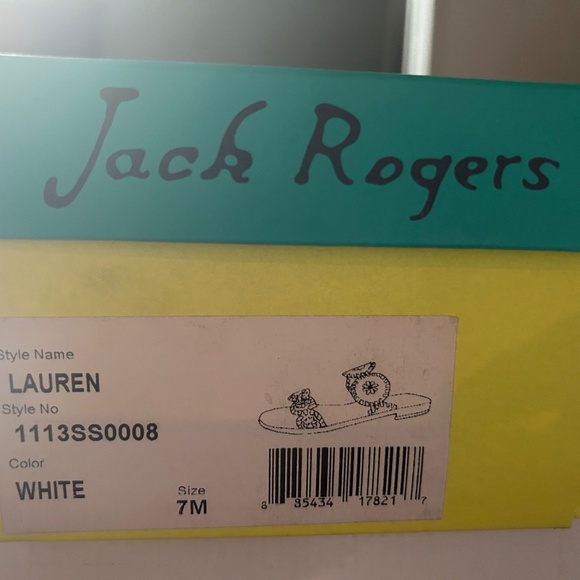 Jack Rogers
Style Name
LAUREN
Style No
1113SS0008
Color
WHITE
Size
7M
8 85434 17821 7